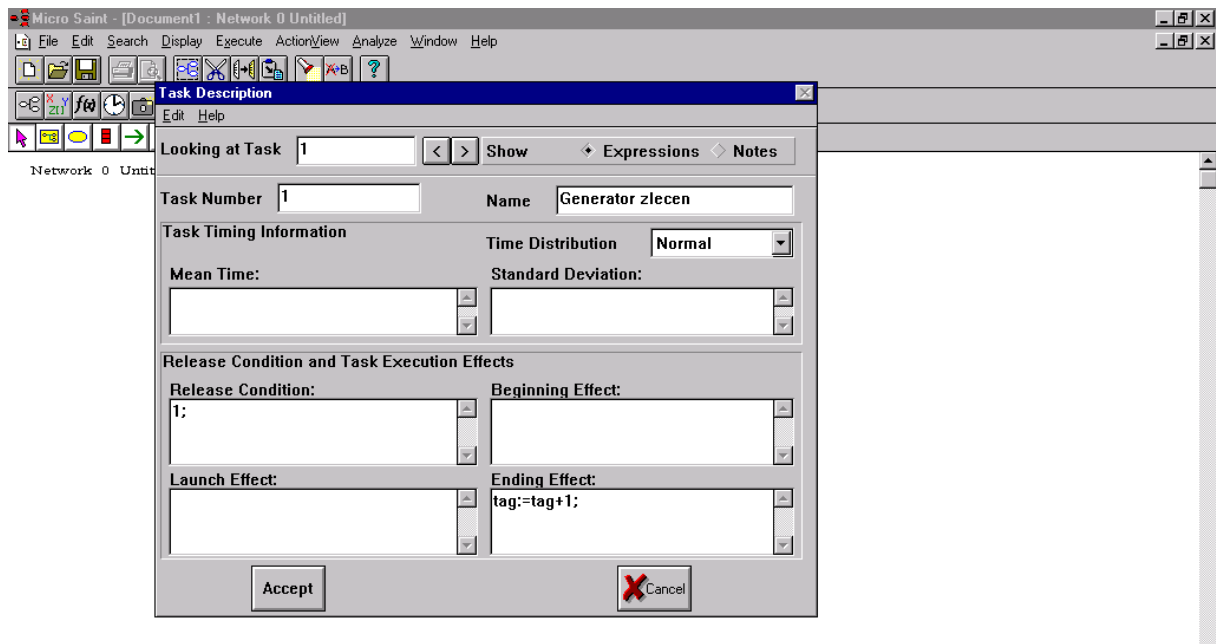 Micro Saint - [Document1 : Network 0 Untitled]
File Edit Search Display Execute ActionView Analyze Window Help
A→B ?
X Y Z[] f(x)
Task Description
Edit Help
Looking at Task 1 < > Show Expressions Notes
Network 0 Untit
Task Number 1 Name Generator zlecen
Task Timing Information
Time Distribution Normal
Mean Time: Standard Deviation:
Release Condition and Task Execution Effects
Release Condition: Beginning Effect:
1;
Launch Effect: Ending Effect:
tag:=tag+1;
Accept Cancel